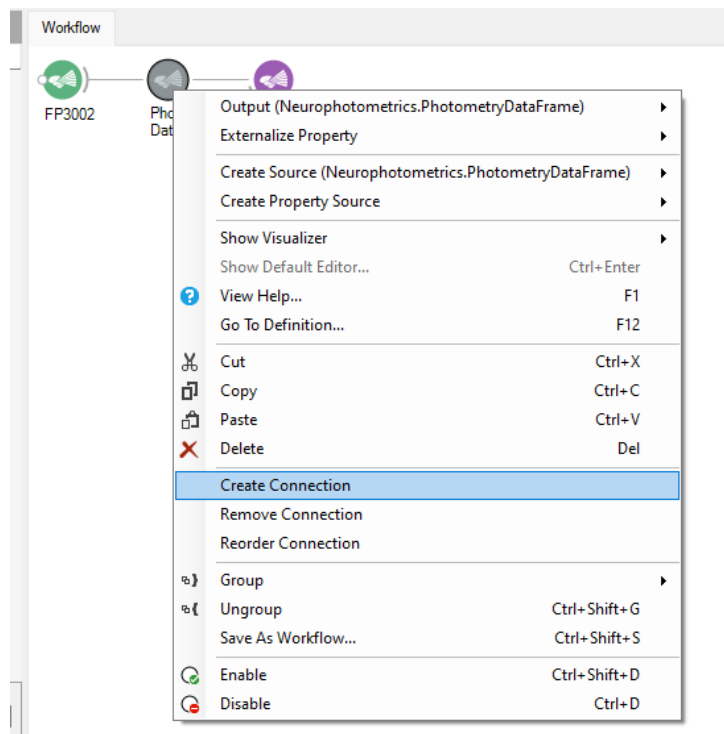 Workflow
FP3002
Pho
Dat
Output (Neurophotometrics.PhotometryDataFrame)
Externalize Property
Create Source (Neurophotometrics.PhotometryDataFrame)
Create Property Source
Show Visualizer
Show Default Editor... Ctrl+Enter
View Help... F1
Go To Definition... F12
Cut Ctrl+X
Copy Ctrl+C
Paste Ctrl+V
Delete Del
Create Connection
Remove Connection
Reorder Connection
Group
Ungroup Ctrl+Shift+G
Save As Workflow... Ctrl+Shift+S
Enable Ctrl+Shift+D
Disable Ctrl+D